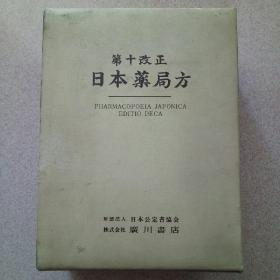 第十改正
日本薬局方
PHARMACOPOEIA JAPONICA
EDITIO DECA
財団法人 日本公定書協会
株式会社 廣川書店